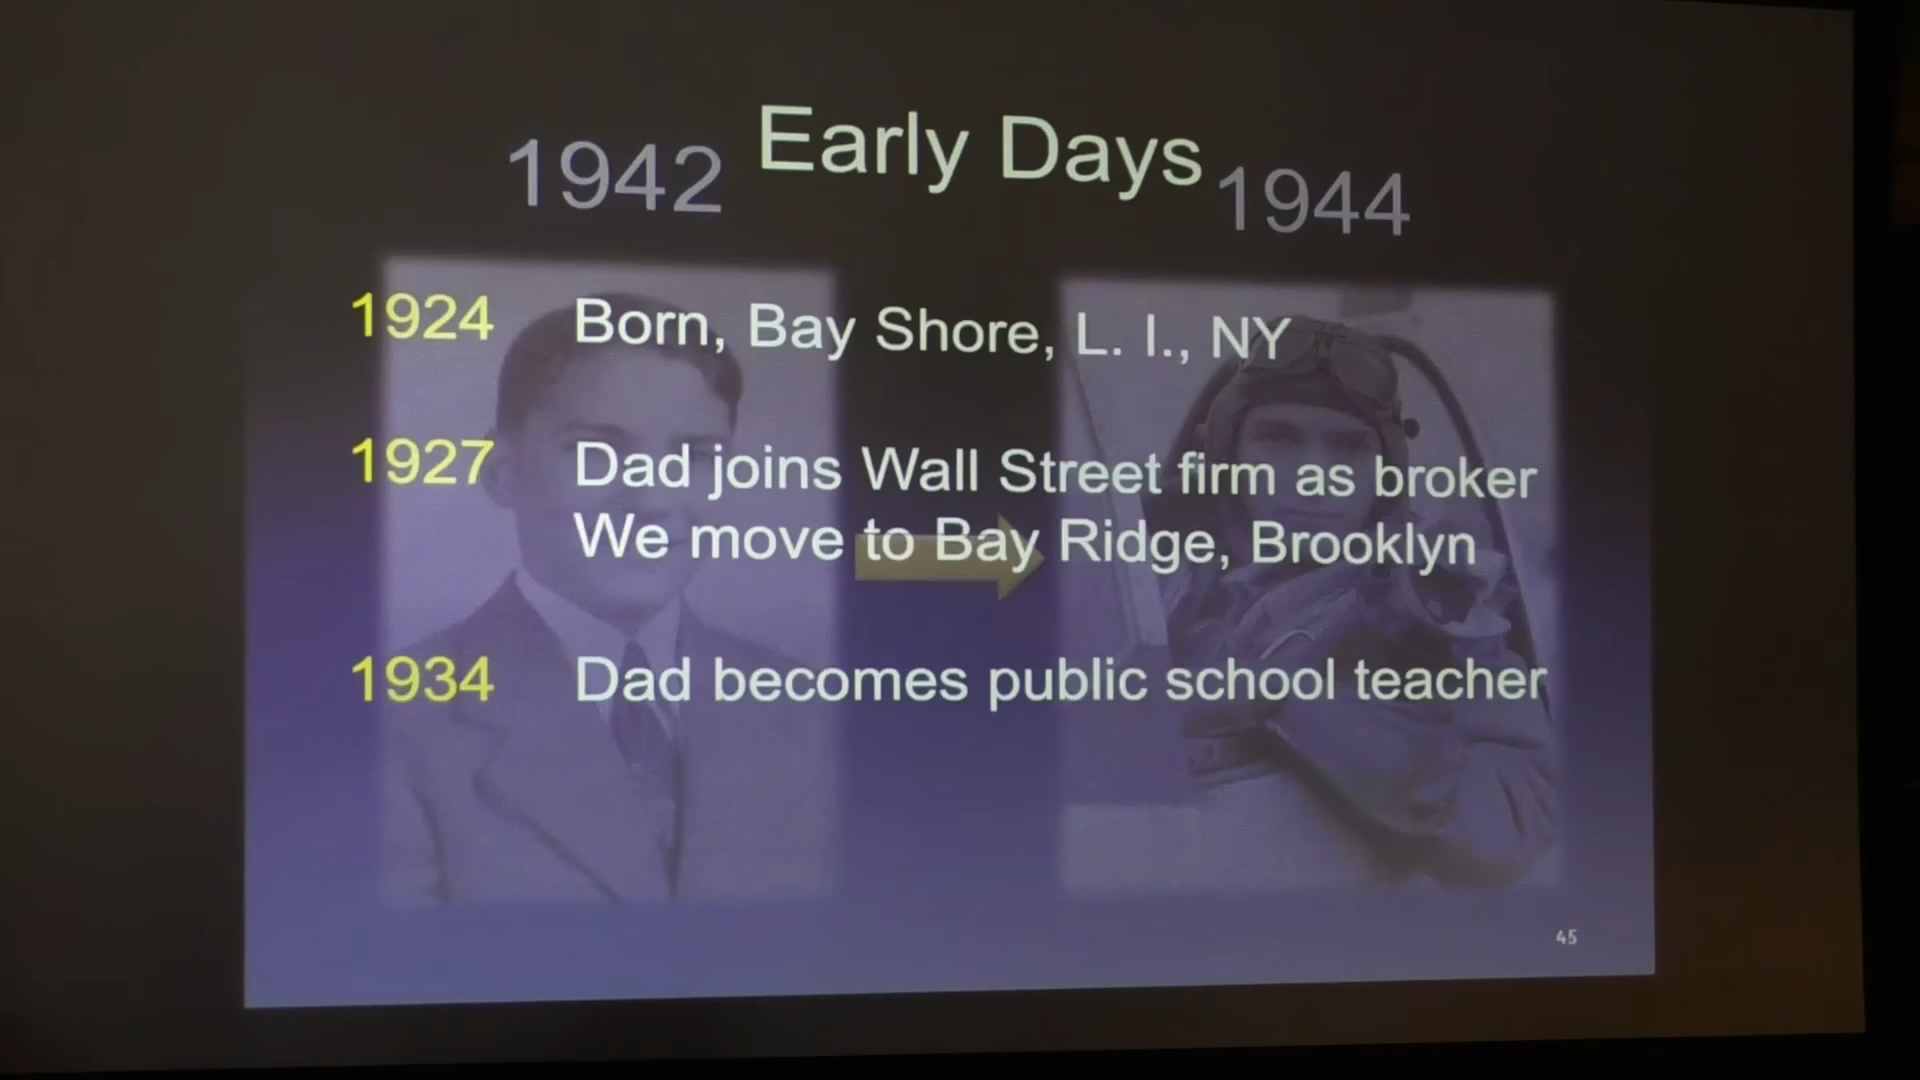 Early Days
1942
1944
1924 Born, Bay Shore, L. I., NY
1927 Dad joins Wall Street firm as broker
We move to Bay Ridge, Brooklyn
1934 Dad becomes public school teacher
45